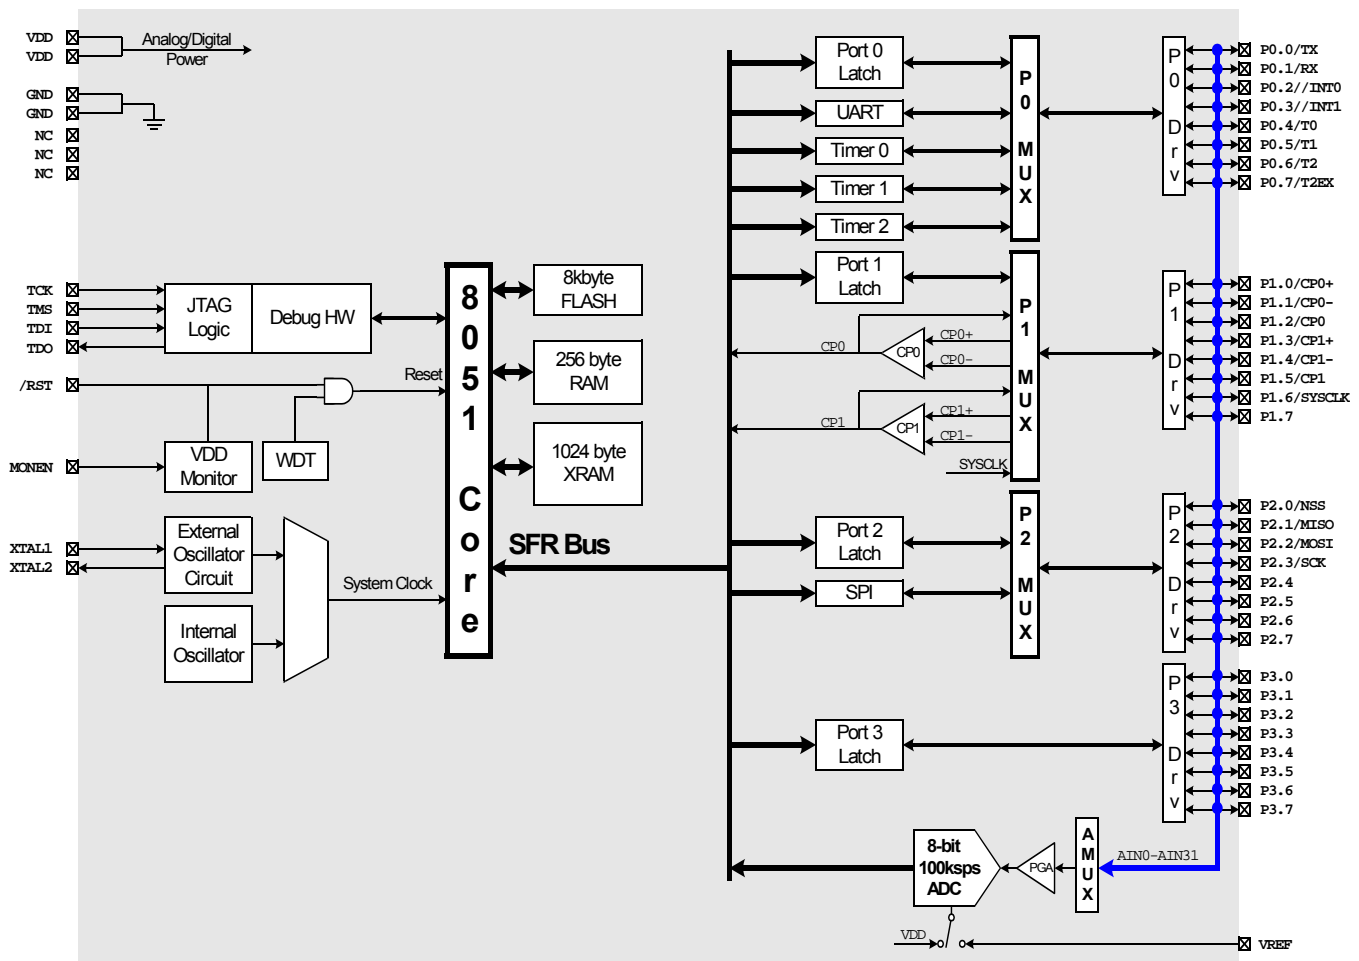 VDD
VDD
Analog/Digital
Power
GND
GND
NC
NC
NC
TCK
TMS
TDI
TDO
JTAG
Logic
Debug HW
/RST
Reset
MONEN
VDD
Monitor
WDT
XTAL1
XTAL2
External
Oscillator
Circuit
Internal
Oscillator
System Clock
8051 Core
8kbyte
FLASH
256 byte
RAM
1024 byte
XRAM
SFR Bus
Port 0
Latch
UART
Timer 0
Timer 1
Timer 2
P0 MUX
P0 Drv
P0.0/TX
P0.1/RX
P0.2//INT0
P0.3//INT1
P0.4/T0
P0.5/T1
P0.6/T2
P0.7/T2EX
Port 1
Latch
CP0
CP0
CP0+
CP0-
CP1
CP1
CP1+
CP1-
SYSCLK
P1 MUX
P1 Drv
P1.0/CP0+
P1.1/CP0-
P1.2/CP0
P1.3/CP1+
P1.4/CP1-
P1.5/CP1
P1.6/SYSCLK
P1.7
Port 2
Latch
SPI
P2 MUX
P2 Drv
P2.0/NSS
P2.1/MISO
P2.2/MOSI
P2.3/SCK
P2.4
P2.5
P2.6
P2.7
Port 3
Latch
P3 Drv
P3.0
P3.1
P3.2
P3.3
P3.4
P3.5
P3.6
P3.7
8-bit
100ksps
ADC
PGA
AMUX
AIN0-AIN31
VDD
VREF